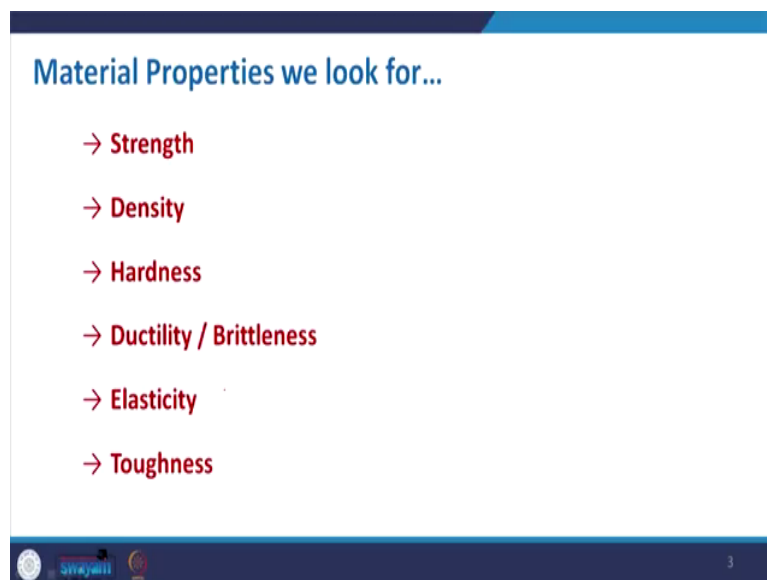 Material Properties we look for...
→ Strength
→ Density
→ Hardness
→ Ductility / Brittleness
→ Elasticity
→ Toughness
swayam
3